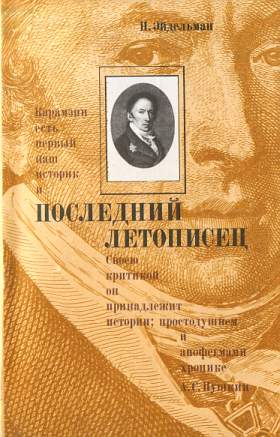 Н. Эйдельман
Карамзин
есть
первый
наш
историк
и
ПОСЛЕДНИЙ
ЛЕТОПИСЕЦ
Своею
критикой
он
принадлежит
истории; простодушием
и
апофегмами
хронике
А. С. Пушкин